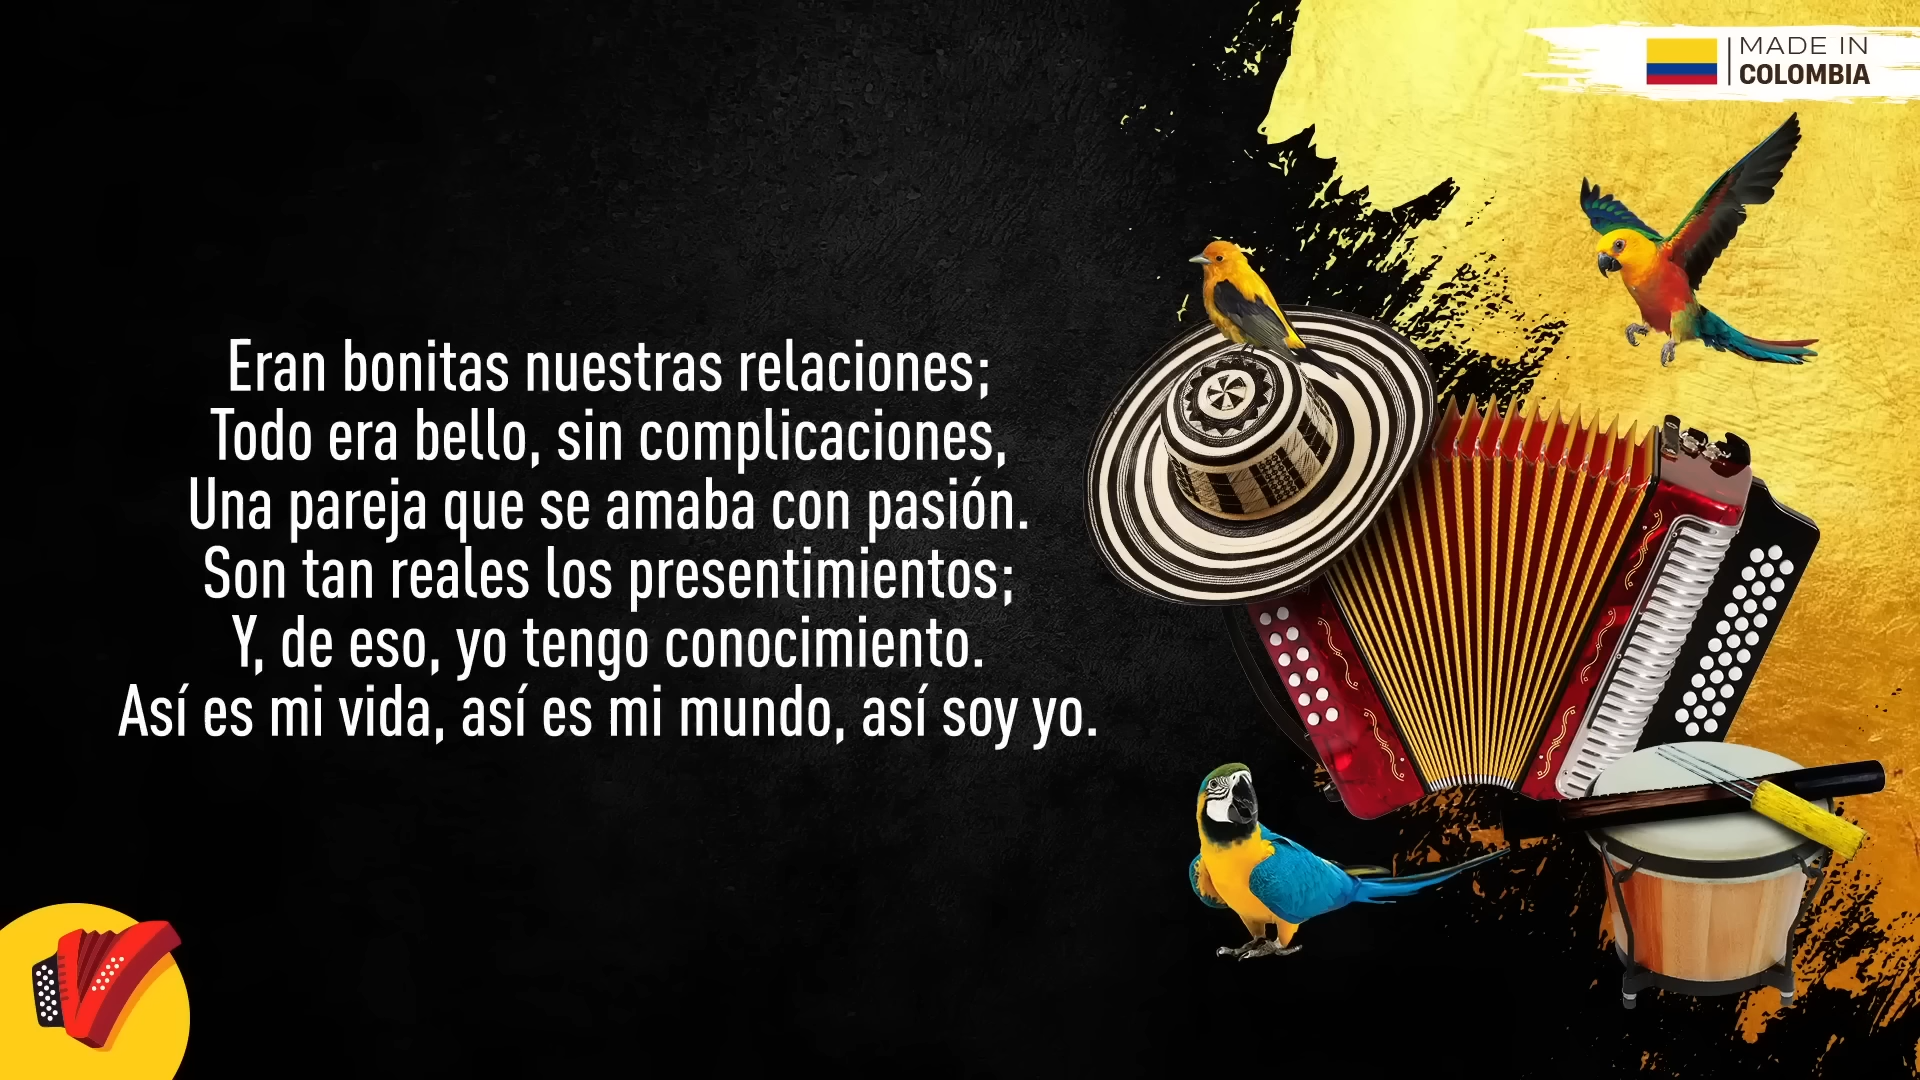 MADE IN
COLOMBIA
Eran bonitas nuestras relaciones;
Todo era bello, sin complicaciones,
Una pareja que se amaba con pasión.
Son tan reales los presentimientos;
Y, de eso, yo tengo conocimiento.
Así es mi vida, así es mi mundo, así soy yo.